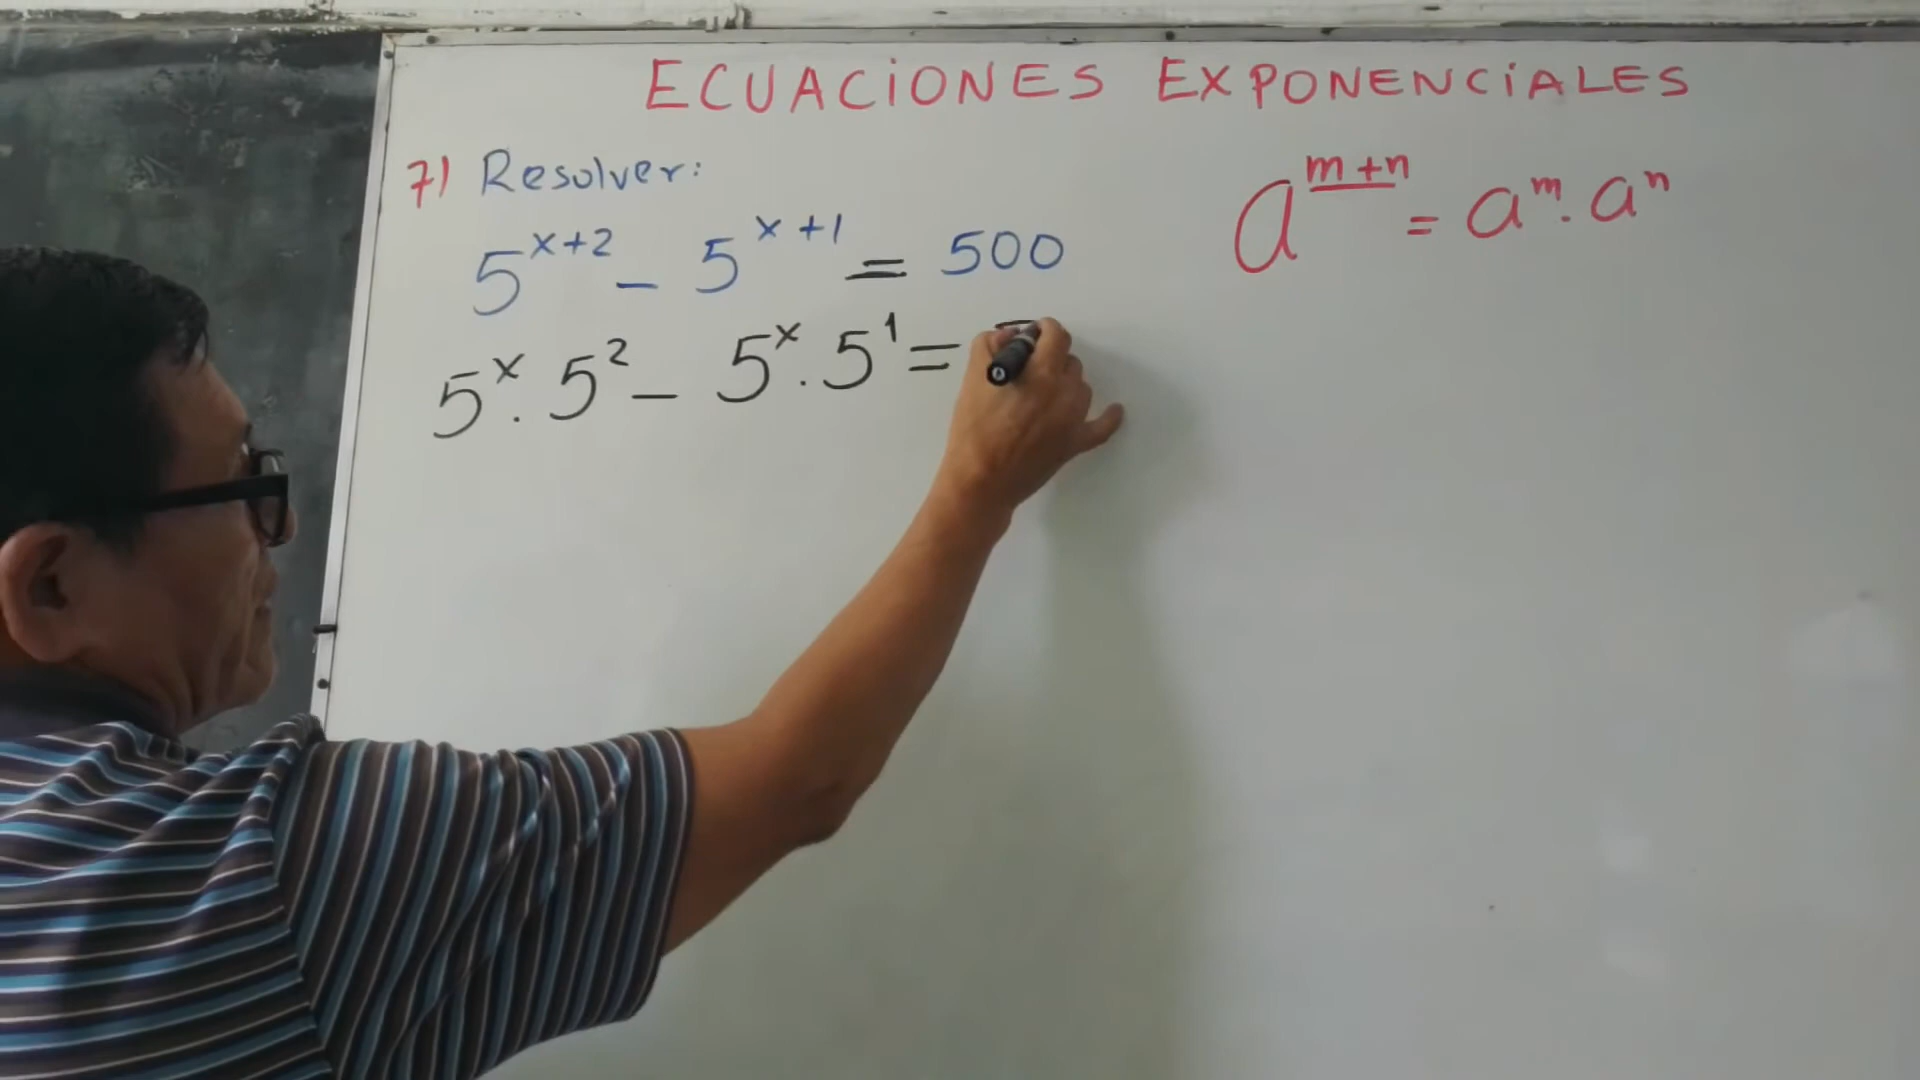 ECUACIONES EXPONENCIALES
7) Resolver:
a^{m+n} = a^m . a^n
5^{x+2} - 5^{x+1} = 500
5^x . 5^2 - 5^x . 5^1 =